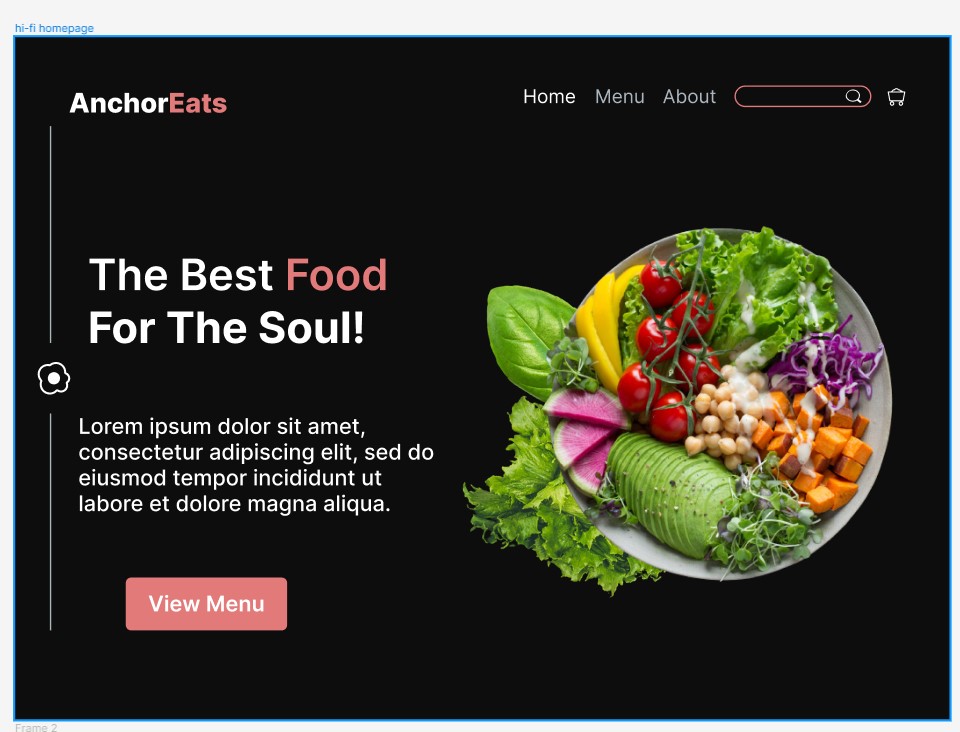 hi-fi homepage
AnchorEats
Home Menu About
The Best Food
For The Soul!
Lorem ipsum dolor sit amet,
consectetur adipiscing elit, sed do
eiusmod tempor incididunt ut
labore et dolore magna aliqua.
View Menu
Frame 2